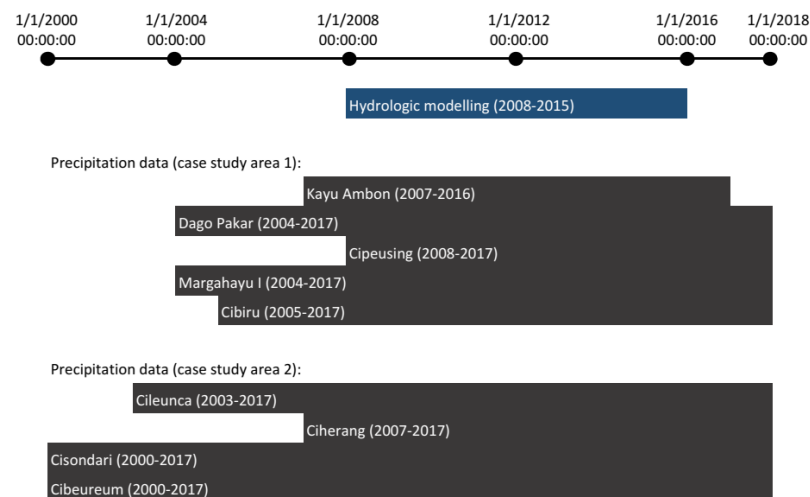 1/1/2000 1/1/2004 1/1/2008 1/1/2012 1/1/2016 1/1/2018
00:00:00 00:00:00 00:00:00 00:00:00 00:00:00 00:00:00
Hydrologic modelling (2008-2015)
Precipitation data (case study area 1):
Kayu Ambon (2007-2016)
Dago Pakar (2004-2017)
Cipeusing (2008-2017)
Margahayu I (2004-2017)
Cibiru (2005-2017)
Precipitation data (case study area 2):
Cileunca (2003-2017)
Ciherang (2007-2017)
Cisondari (2000-2017)
Cibeureum (2000-2017)